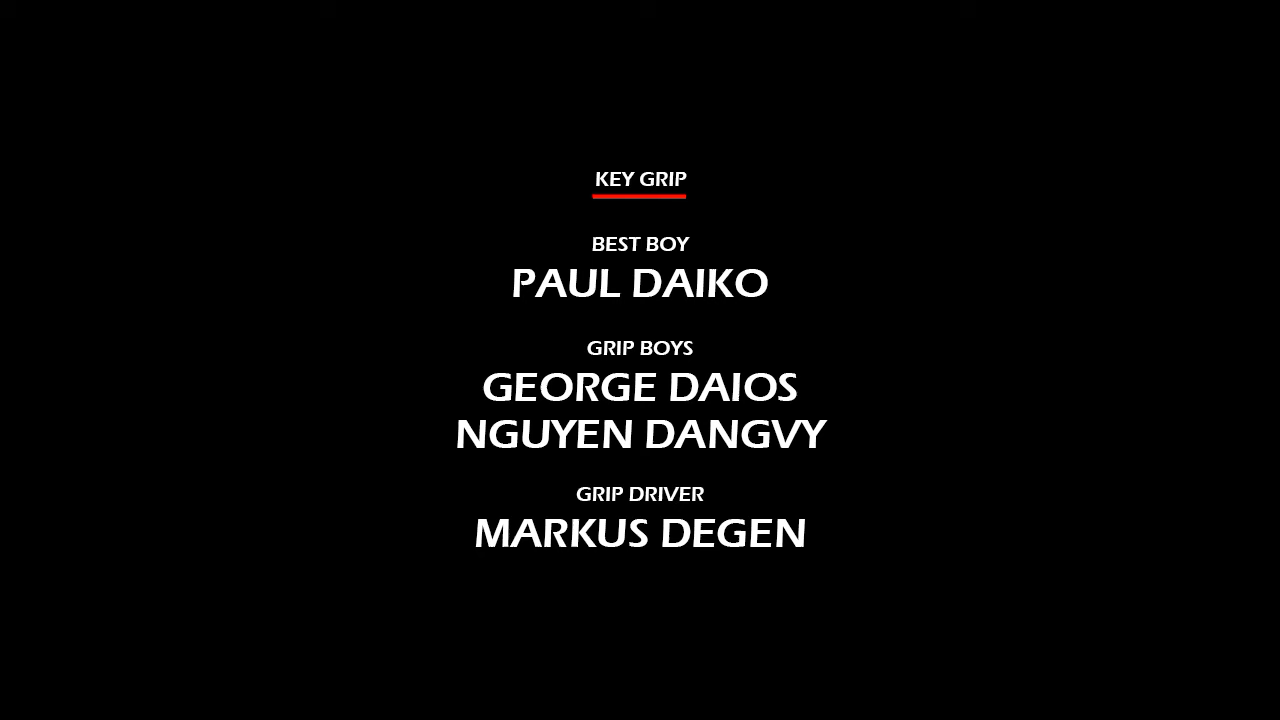 KEY GRIP
BEST BOY
PAUL DAIKO
GRIP BOYS
GEORGE DAIOS
NGUYEN DANGVY
GRIP DRIVER
MARKUS DEGEN